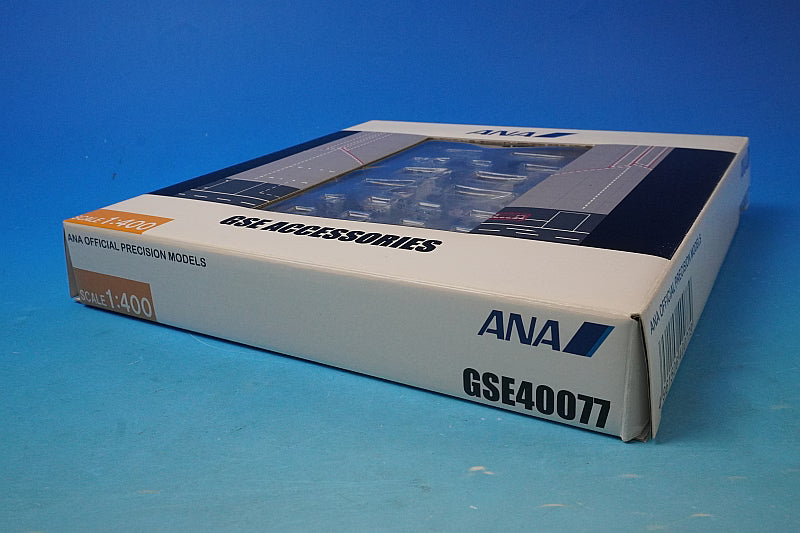 ANA
SCALE 1:400
GSE ACCESSORIES
ANA OFFICIAL PRECISION MODELS
SCALE 1:400
ANA
GSE40077
ANA OFFICIAL PRECISION MODELS